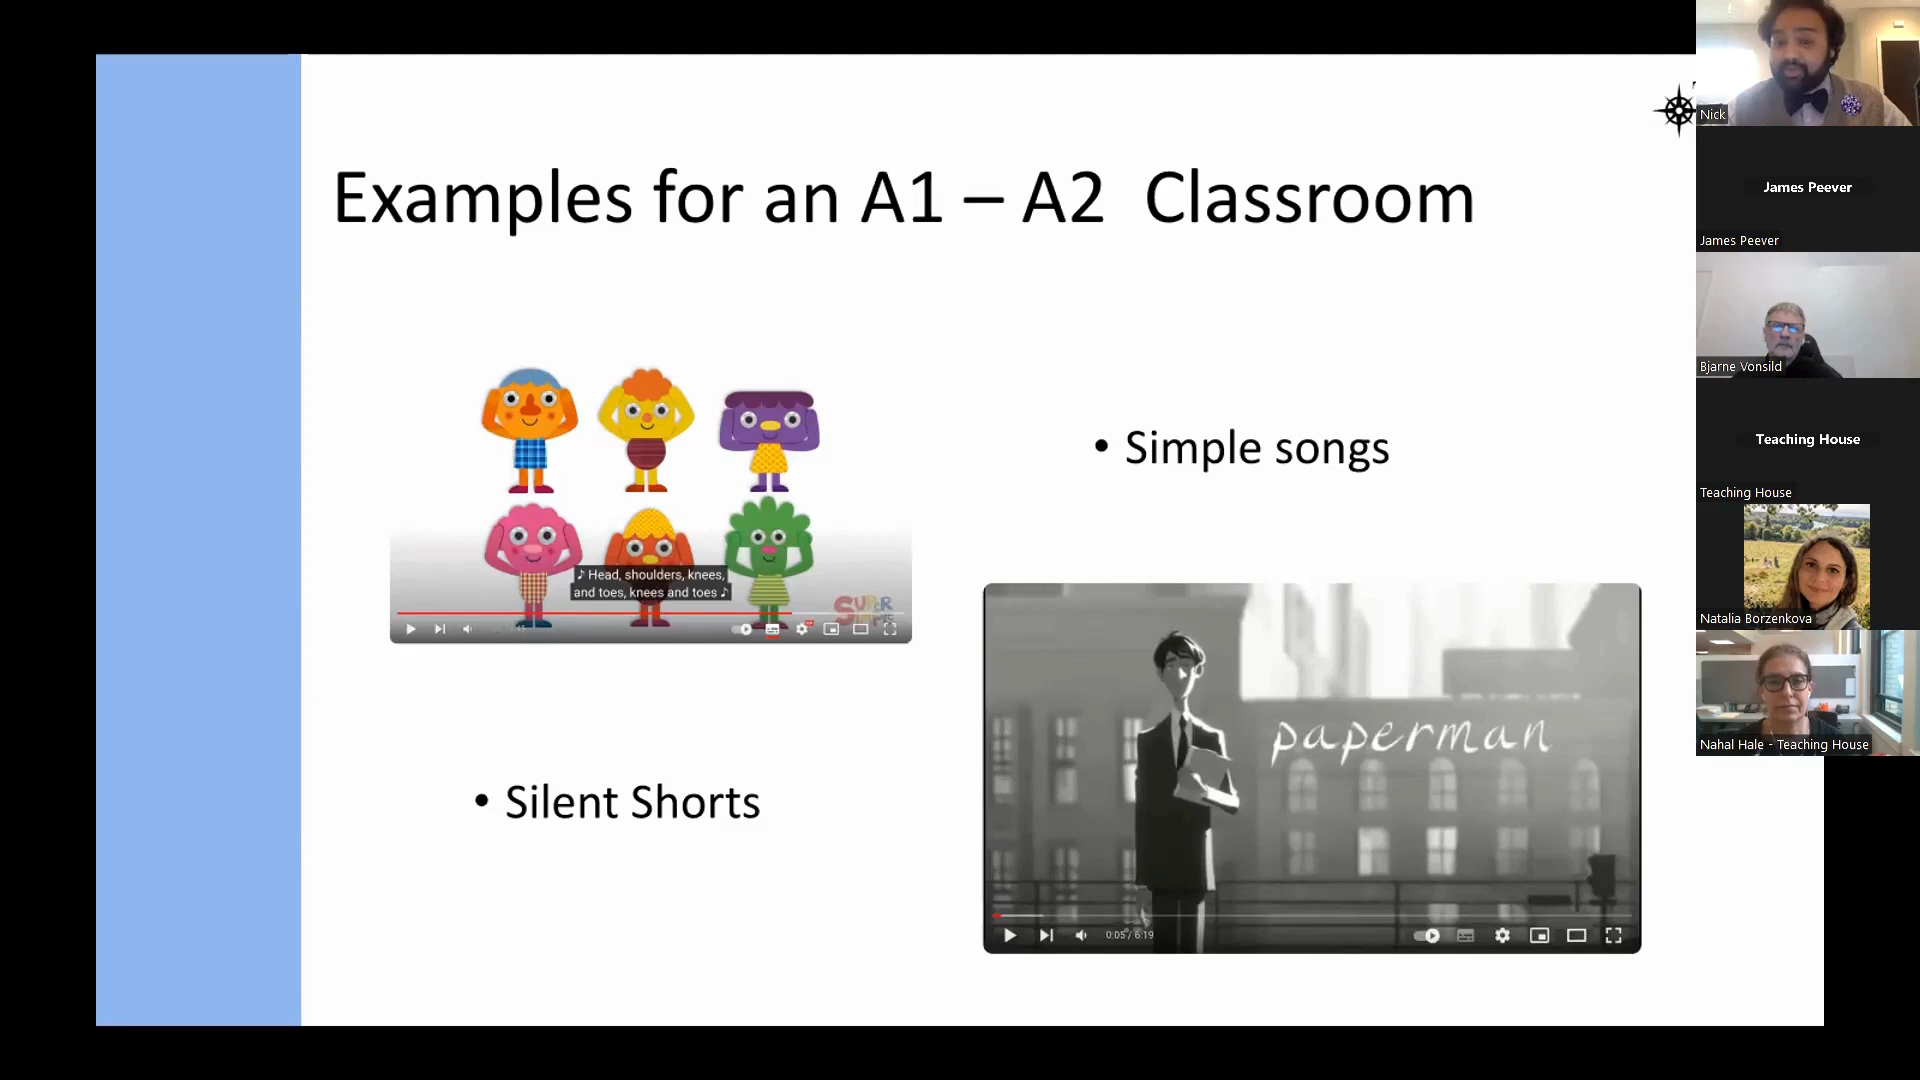 Examples for an A1 – A2 Classroom
♪ Head, shoulders, knees,
and toes, knees and toes ♪
SUPER
SIMPLE
• Simple songs
• Silent Shorts
paperman
0:05 / 6:19
Nick
James Peever
James Peever
Bjarne Vonsild
Teaching House
Teaching House
Natalia Borzenkova
Nahal Hale - Teaching House